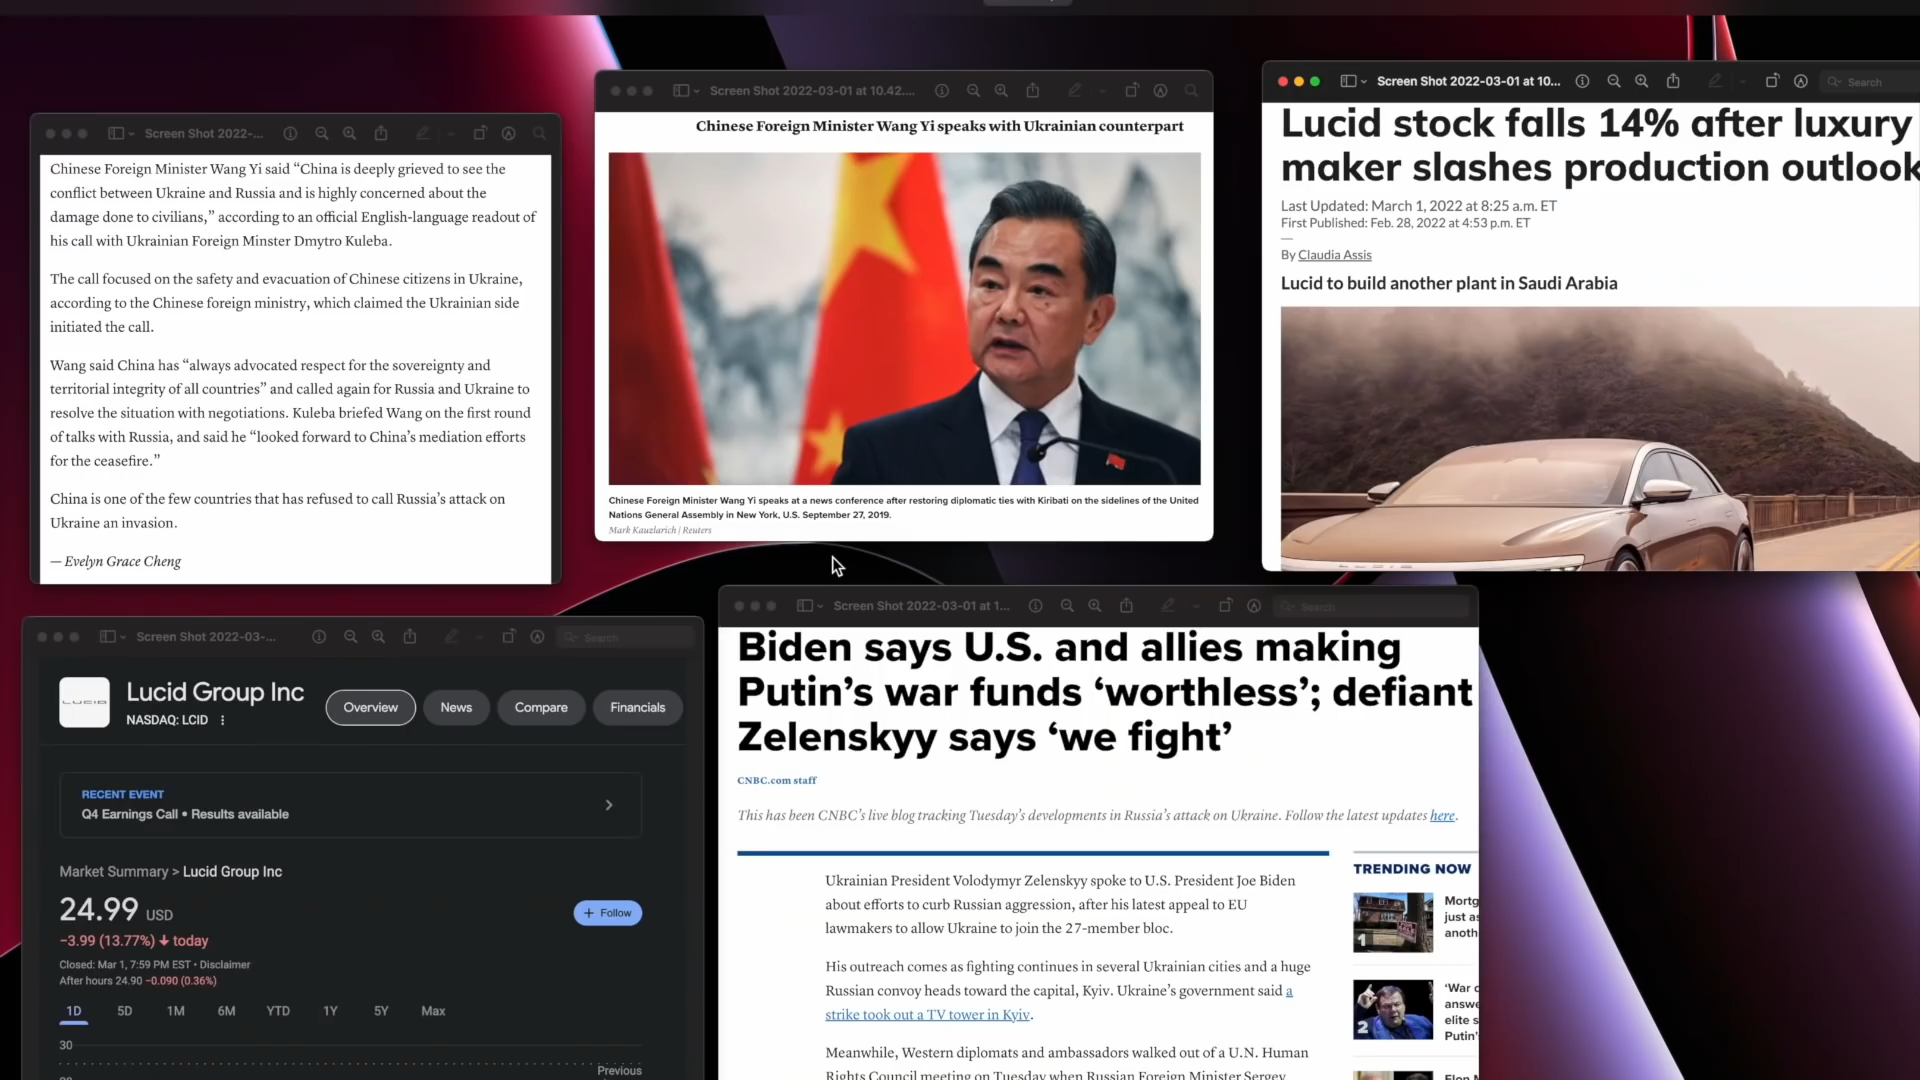 Screen Shot 2022-...
Chinese Foreign Minister Wang Yi said “China is deeply grieved to see the
conflict between Ukraine and Russia and is highly concerned about the
damage done to civilians,” according to an official English-language readout of
his call with Ukrainian Foreign Minster Dmytro Kuleba.
The call focused on the safety and evacuation of Chinese citizens in Ukraine,
according to the Chinese foreign ministry, which claimed the Ukrainian side
initiated the call.
Wang said China has “always advocated respect for the sovereignty and
territorial integrity of all countries” and called again for Russia and Ukraine to
resolve the situation with negotiations. Kuleba briefed Wang on the first round
of talks with Russia, and said he “looked forward to China’s mediation efforts
for the ceasefire.”
China is one of the few countries that has refused to call Russia’s attack on
Ukraine an invasion.
— Evelyn Grace Cheng
Screen Shot 2022-03-01 at 10.42....
Chinese Foreign Minister Wang Yi speaks with Ukrainian counterpart
Chinese Foreign Minister Wang Yi speaks at a news conference after restoring diplomatic ties with Kiribati on the sidelines of the United
Nations General Assembly in New York, U.S. September 27, 2019.
Mark Kauzlarich | Reuters
Screen Shot 2022-03-01 at 10...
Search
Lucid stock falls 14% after luxury
maker slashes production outlook
Last Updated: March 1, 2022 at 8:25 a.m. ET
First Published: Feb. 28, 2022 at 4:53 p.m. ET
By Claudia Assis
Lucid to build another plant in Saudi Arabia
Screen Shot 2022-03-...
Search
LUCID
Lucid Group Inc
NASDAQ: LCID
Overview
News
Compare
Financials
RECENT EVENT
Q4 Earnings Call • Results available
Market Summary > Lucid Group Inc
24.99 USD
+ Follow
−3.99 (13.77%) ↓ today
Closed: Mar 1, 7:59 PM EST • Disclaimer
After hours 24.90 −0.090 (0.36%)
1D 5D 1M 6M YTD 1Y 5Y Max
30
Previous
Screen Shot 2022-03-01 at 1...
Search
Biden says U.S. and allies making
Putin’s war funds ‘worthless’; defiant
Zelenskyy says ‘we fight’
CNBC.com staff
This has been CNBC’s live blog tracking Tuesday’s developments in Russia’s attack on Ukraine. Follow the latest updates here.
Ukrainian President Volodymyr Zelenskyy spoke to U.S. President Joe Biden
about efforts to curb Russian aggression, after his latest appeal to EU
lawmakers to allow Ukraine to join the 27-member bloc.
His outreach comes as fighting continues in several Ukrainian cities and a huge
Russian convoy heads toward the capital, Kyiv. Ukraine’s government said a
strike took out a TV tower in Kyiv.
Meanwhile, Western diplomats and ambassadors walked out of a U.N. Human
Rights Council meeting on Tuesday when Russian Foreign Minister Sergey
TRENDING NOW
1
Mortg
just as
anoth
2
‘War c
answe
elite s
Putin’